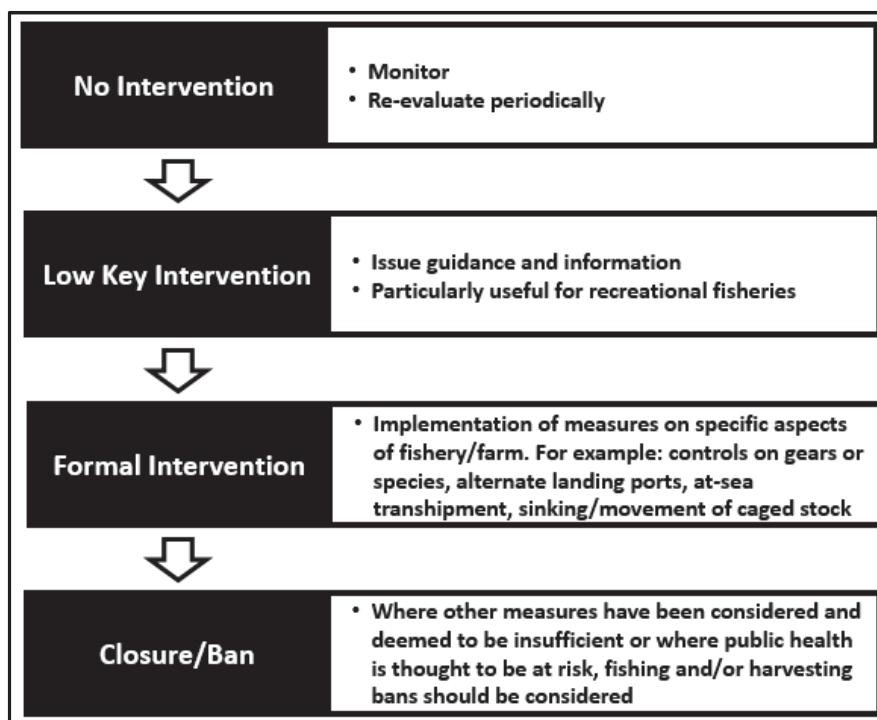 No Intervention
• Monitor
• Re-evaluate periodically
Low Key Intervention
• Issue guidance and information
• Particularly useful for recreational fisheries
Formal Intervention
• Implementation of measures on specific aspects
of fishery/farm. For example: controls on gears or
species, alternate landing ports, at-sea
transhipment, sinking/movement of caged stock
Closure/Ban
• Where other measures have been considered and
deemed to be insufficient or where public health
is thought to be at risk, fishing and/or harvesting
bans should be considered